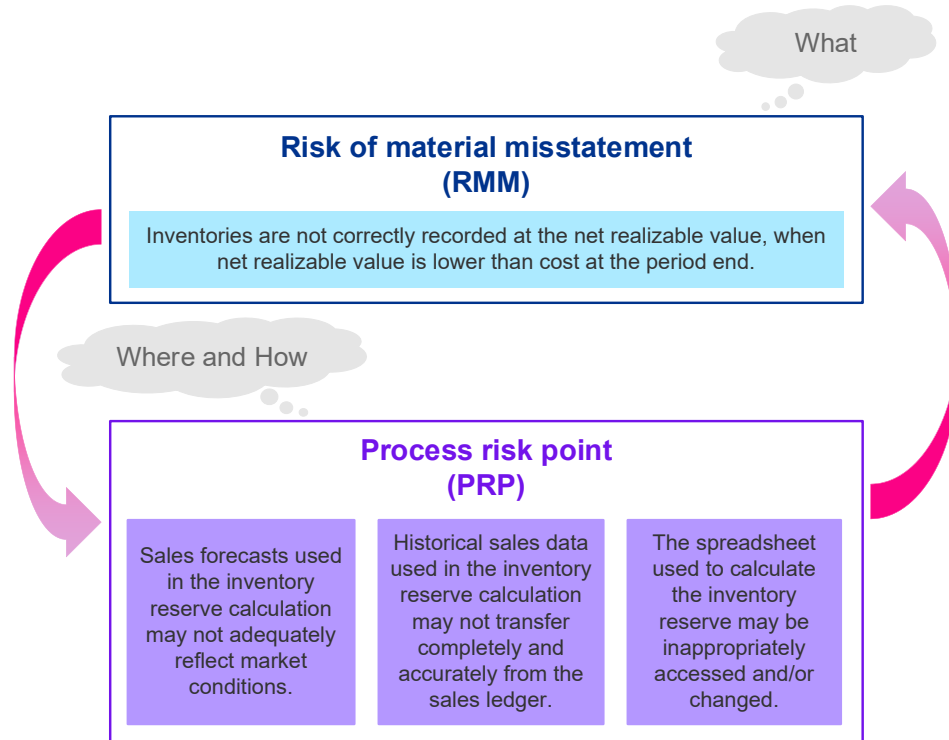 What
Risk of material misstatement
(RMM)
Inventories are not correctly recorded at the net realizable value, when
net realizable value is lower than cost at the period end.
Where and How
Process risk point
(PRP)
Sales forecasts used
in the inventory
reserve calculation
may not adequately
reflect market
conditions.
Historical sales data
used in the inventory
reserve calculation
may not transfer
completely and
accurately from the
sales ledger.
The spreadsheet
used to calculate
the inventory
reserve may be
inappropriately
accessed and/or
changed.